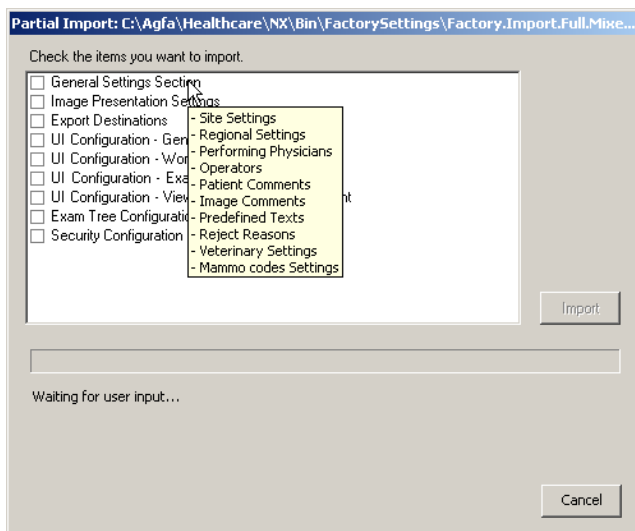 Partial Import: C:\Agfa\Healthcare\NX\Bin\FactorySettings\Factory.Import.Full.Mixe...
Check the items you want to import.
General Settings Section
Image Presentation Settings
Export Destinations
UI Configuration - Gen
UI Configuration - Wor
UI Configuration - Exa
UI Configuration - View
Exam Tree Configuratio
Security Configuration
- Site Settings
- Regional Settings
- Performing Physicians
- Operators
- Patient Comments
- Image Comments
- Predefined Texts
- Reject Reasons
- Veterinary Settings
- Mammo codes Settings
Import
Waiting for user input...
Cancel